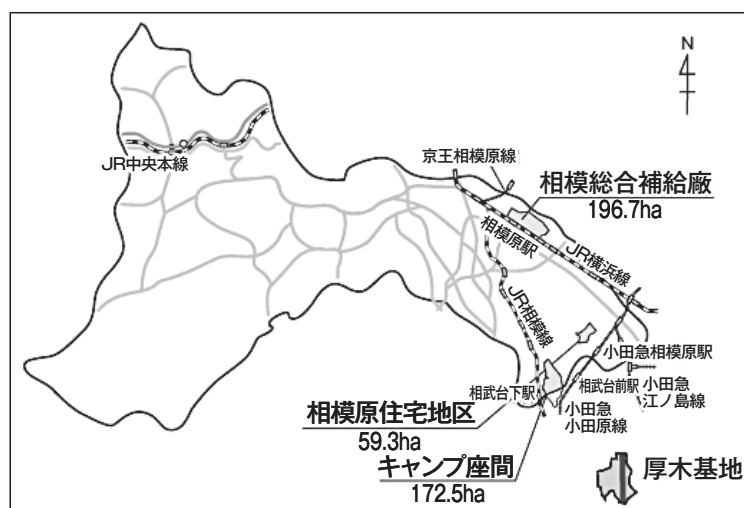 N
JR中央本線
京王相模原線
相模総合補給廠
196.7ha
相模原駅
JR横浜線
JR相模線
小田急相模原駅
相武台下駅
相武台前駅
小田急
江ノ島線
小田急
小田原線
相模原住宅地区
59.3ha
キャンプ座間
172.5ha
厚木基地